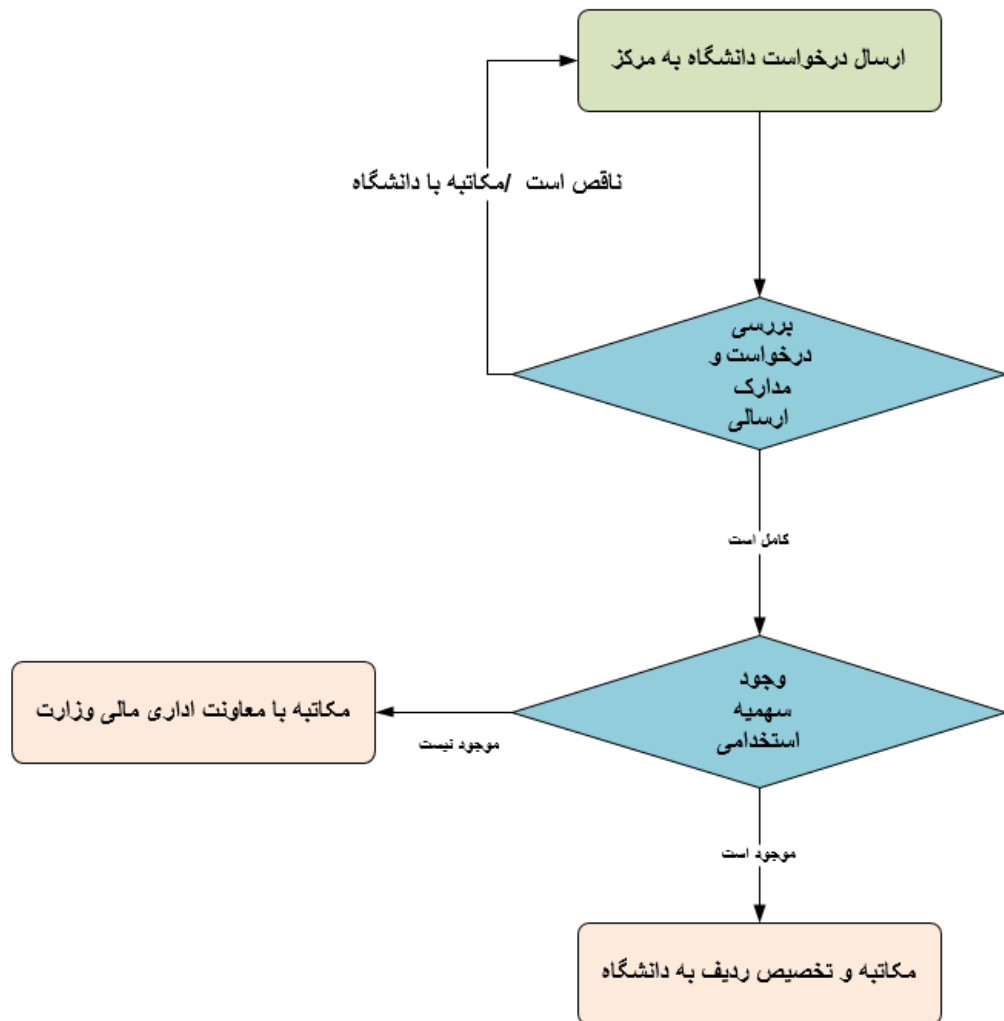 ارسال درخواست دانشگاه به مرکز
ناقص است /مکاتبه با دانشگاه
بررسی
درخواست و
مدارک
ارسالی
کامل است
وجود
سهمیه
استخدامی
مکاتبه با معاونت اداری مالی وزارت
موجود نیست
موجود است
مکاتبه و تخصیص ردیف به دانشگاه